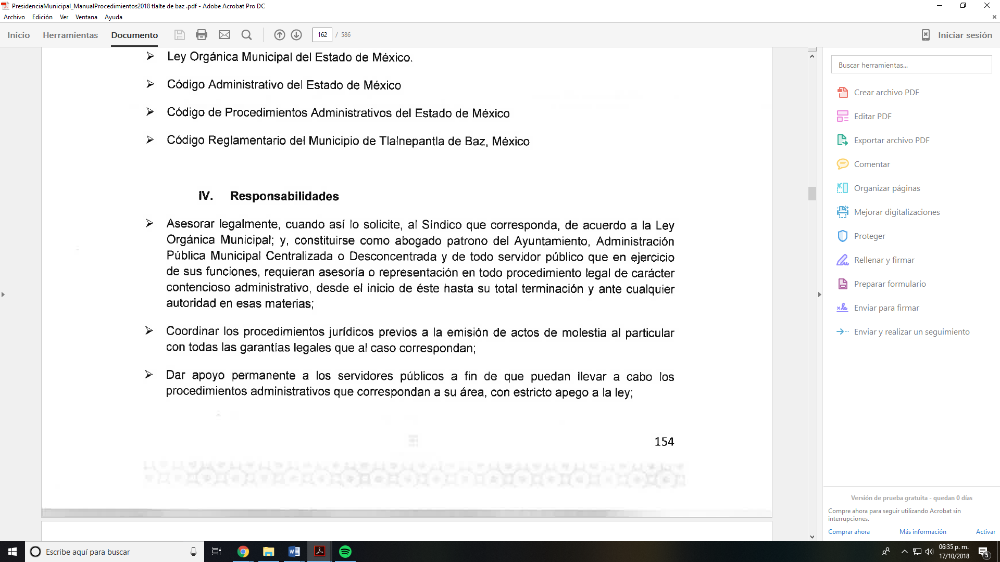 PresidenciaMunicipal_ManualProcedimientos2018 tlalte de baz .pdf - Adobe Acrobat Pro DC
Archivo Edición Ver Ventana Ayuda
Inicio Herramientas Documento 162 / 586 Iniciar sesión
➢ Ley Orgánica Municipal del Estado de México.
➢ Código Administrativo del Estado de México
➢ Código de Procedimientos Administrativos del Estado de México
➢ Código Reglamentario del Municipio de Tlalnepantla de Baz, México
IV. Responsabilidades
➢ Asesorar legalmente, cuando así lo solicite, al Síndico que corresponda, de acuerdo a la Ley
Orgánica Municipal; y, constituirse como abogado patrono del Ayuntamiento, Administración
Pública Municipal Centralizada o Desconcentrada y de todo servidor público que en ejercicio
de sus funciones, requieran asesoría o representación en todo procedimiento legal de carácter
contencioso administrativo, desde el inicio de éste hasta su total terminación y ante cualquier
autoridad en esas materias;
➢ Coordinar los procedimientos jurídicos previos a la emisión de actos de molestia al particular
con todas las garantías legales que al caso correspondan;
➢ Dar apoyo permanente a los servidores públicos a fin de que puedan llevar a cabo los
procedimientos administrativos que correspondan a su área, con estricto apego a la ley;
154
Buscar herramientas...
Crear archivo PDF
Editar PDF
Exportar archivo PDF
Comentar
Organizar páginas
Mejorar digitalizaciones
Proteger
Rellenar y firmar
Preparar formulario
Enviar para firmar
Enviar y realizar un seguimiento
Versión de prueba gratuita - quedan 0 días
Compre ahora para seguir utilizando Acrobat sin
interrupciones.
Comprar ahora Más información Activar
Escribe aquí para buscar
06:35 p. m.
17/10/2018
5